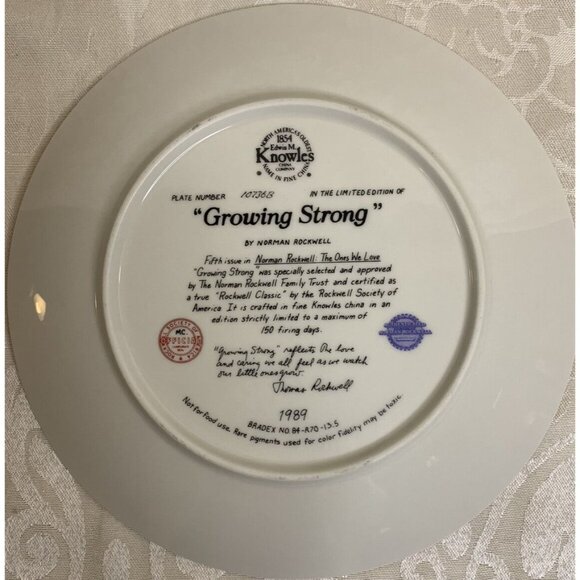 NORTH AMERICA'S OLDEST
1854
Edwin M.
Knowles
CHINA
COMPANY
NAME IN FINE CHINA
PLATE NUMBER 10736B IN THE LIMITED EDITION OF
"Growing Strong"
BY NORMAN ROCKWELL
Fifth issue in Norman Rockwell: The Ones We Love
"Growing Strong" was specially selected and approved
by The Norman Rockwell Family Trust and certified as
a true "Rockwell Classic" by the Rockwell Society of
America. It is crafted in fine Knowles china in an
edition strictly limited to a maximum of
150 firing days.
SOCIETY
MC
"Growing Strong" reflects the love
and caring we all feel as we watch
our little ones grow.
Thomas Rockwell
1989
BRADEX NO. 84-R70-13.5
Not for food use. Rare pigments used for color fidelity may be toxic.